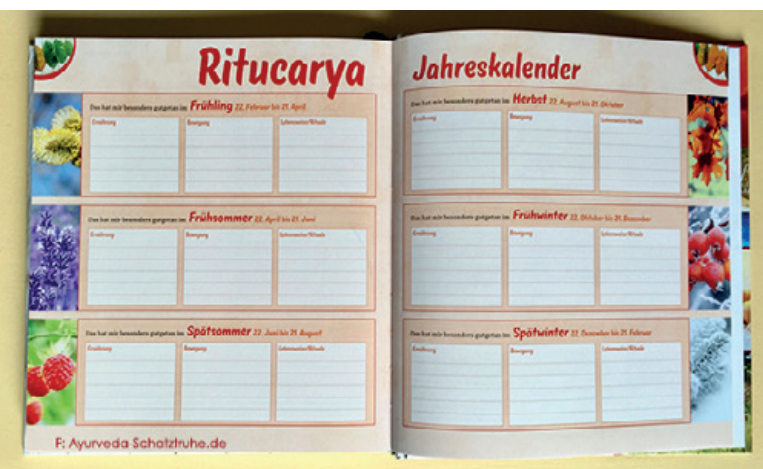 Ritucarya
Das hat mir besonders gutgetan im Frühling 22. Februar bis 21. April
Ernährung
Bewegung
Lebensweise/Rituale
Das hat mir besonders gutgetan im Frühsommer 22. April bis 21. Juni
Ernährung
Bewegung
Lebensweise/Rituale
Das hat mir besonders gutgetan im Spätsommer 22. Juni bis 21. August
Ernährung
Bewegung
Lebensweise/Rituale
F: Ayurveda Schatztruhe.de
Jahreskalender
Das hat mir besonders gutgetan im Herbst 22. August bis 21. Oktober
Ernährung
Bewegung
Lebensweise/Rituale
Das hat mir besonders gutgetan im Frühwinter 22. Oktober bis 21. Dezember
Ernährung
Bewegung
Lebensweise/Rituale
Das hat mir besonders gutgetan im Spätwinter 22. Dezember bis 21. Februar
Ernährung
Bewegung
Lebensweise/Rituale